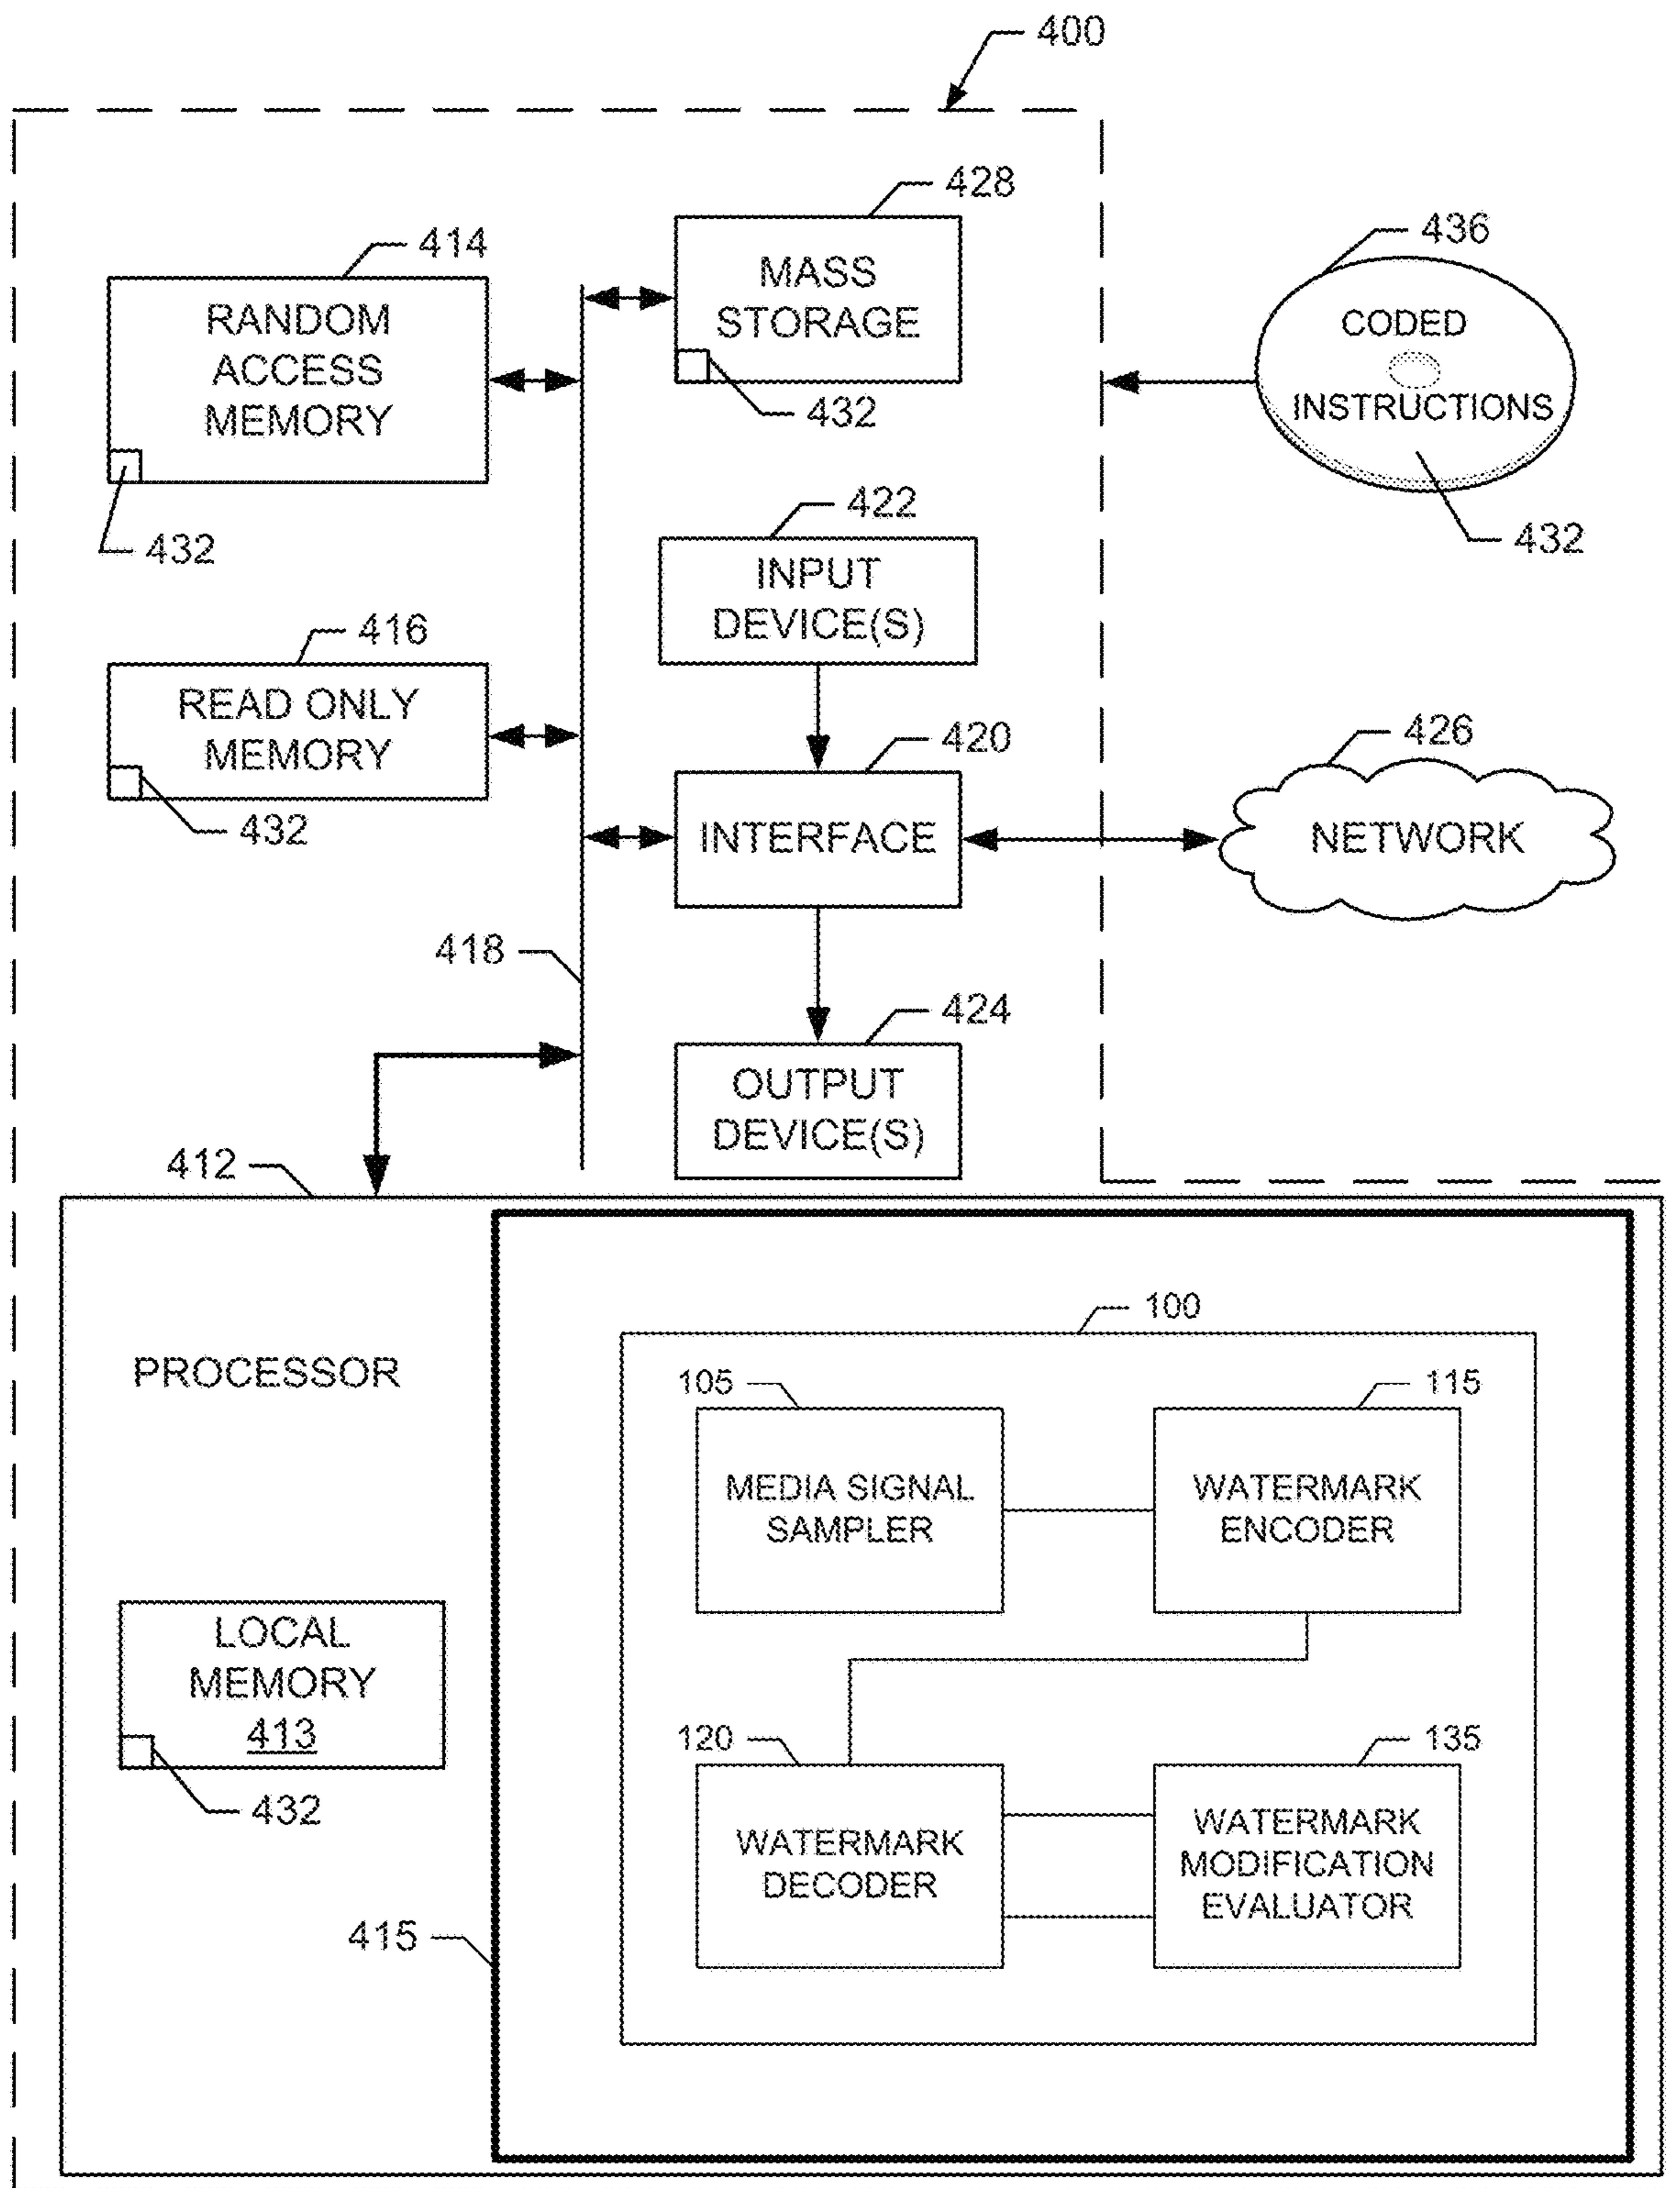 400
428
MASS
STORAGE
432
414
RANDOM
ACCESS
MEMORY
432
436
CODED
INSTRUCTIONS
432
422
INPUT
DEVICE(S)
416
READ ONLY
MEMORY
432
420
INTERFACE
426
NETWORK
418
424
OUTPUT
DEVICE(S)
412
PROCESSOR
LOCAL
MEMORY
413
432
415
100
105
MEDIA SIGNAL
SAMPLER
115
WATERMARK
ENCODER
120
WATERMARK
DECODER
135
WATERMARK
MODIFICATION
EVALUATOR